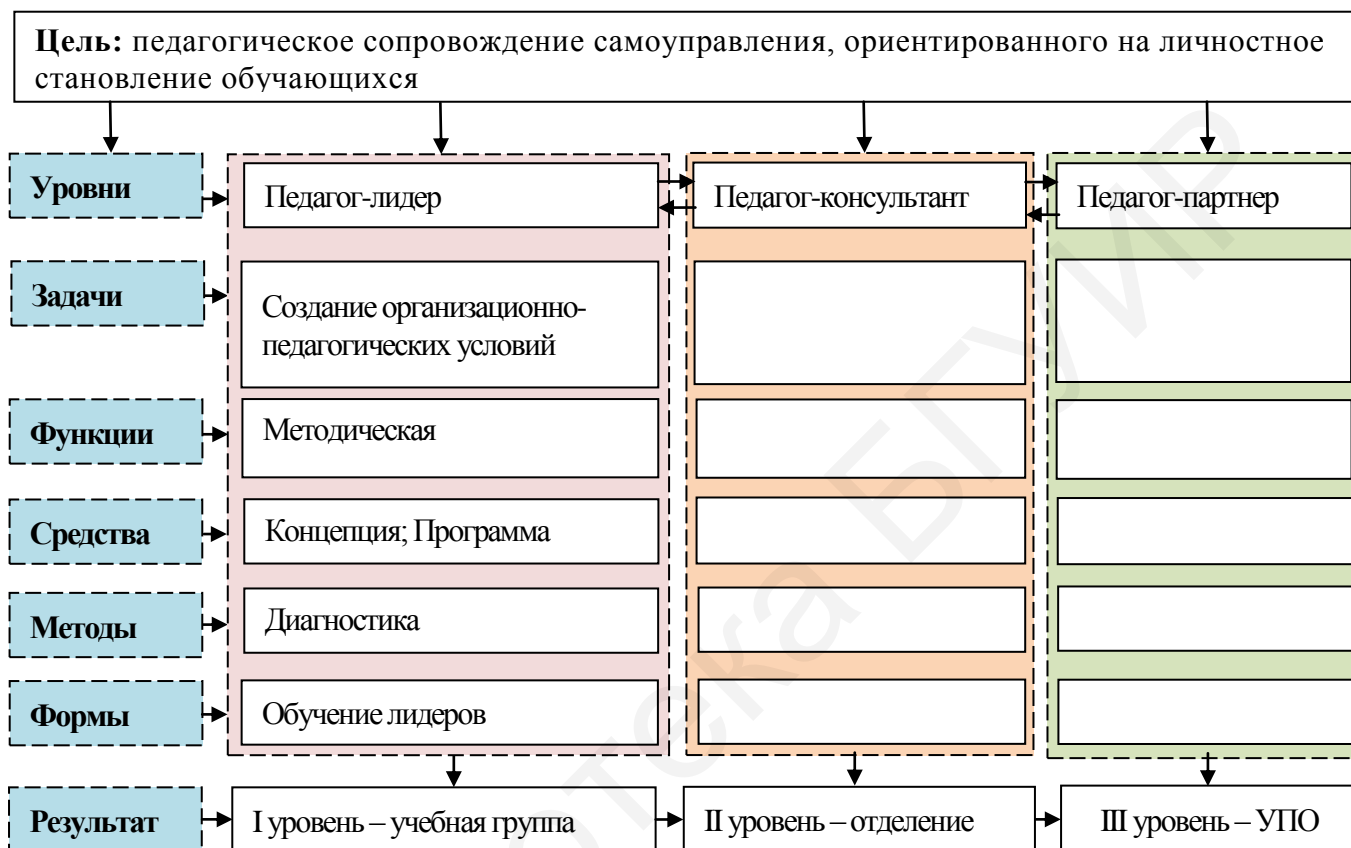 Цель: педагогическое сопровождение самоуправления, ориентированного на личностное
становление обучающихся
Уровни
Педагог-лидер
Педагог-консультант
Педагог-партнер
Задачи
Создание организационно-
педагогических условий
Функции
Методическая
Средства
Концепция; Программа
Методы
Диагностика
Формы
Обучение лидеров
Результат
I уровень – учебная группа
II уровень – отделение
III уровень – УПО
отека БГУИР